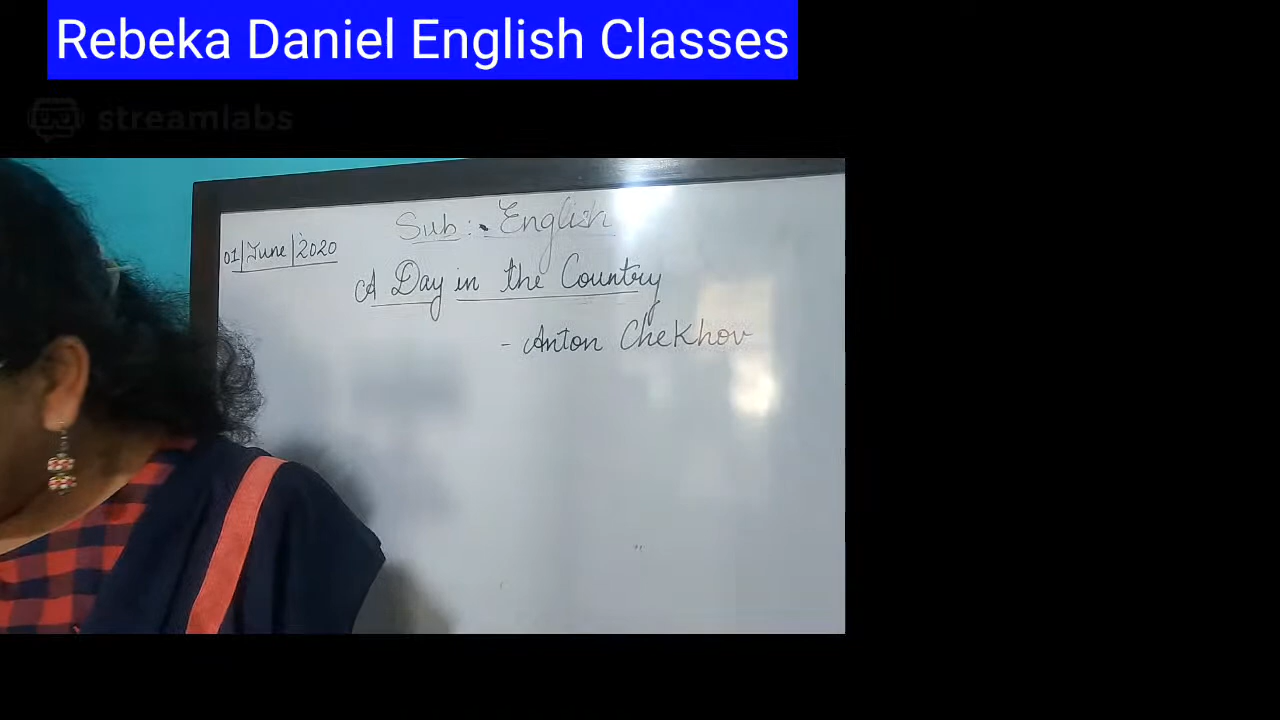 Rebeka Daniel English Classes
streamlabs
Sub:- English
01|June|2020
A Day in the Country
- Anton Chekhov